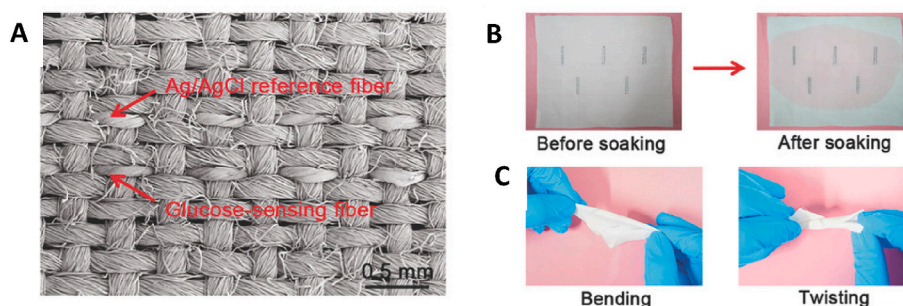 A
Ag/AgCl reference fiber
Glucose-sensing fiber
0.5 mm
B
Before soaking
After soaking
C
Bending
Twisting